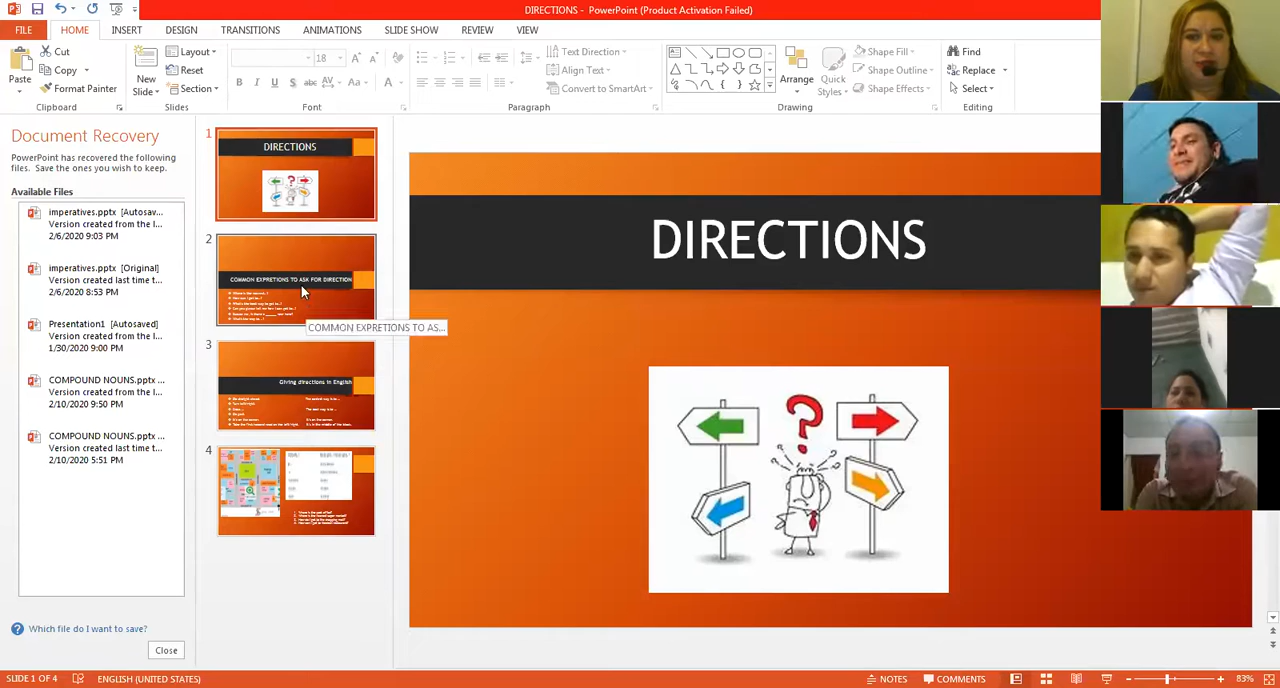 DIRECTIONS -  PowerPoint (Product Activation Failed)
FILE HOME INSERT DESIGN TRANSITIONS ANIMATIONS SLIDE SHOW REVIEW VIEW
Paste
Cut
Copy
Format Painter
Clipboard
New
Slide
Layout
Reset
Section
Slides
18
B I U S abc AV Aa A
Font
Text Direction
Align Text
Convert to SmartArt
Paragraph
Arrange
Quick
Styles
Shape Fill
Shape Outline
Shape Effects
Drawing
Find
Replace
Select
Editing
Document Recovery
PowerPoint has recovered the following
files.  Save the ones you wish to keep.
Available Files
imperatives.pptx  [Autosav...
Version created from the l...
2/6/2020 9:03 PM
imperatives.pptx  [Original]
Version created last time t...
2/6/2020 8:53 PM
Presentation1  [Autosaved]
Version created from the l...
1/30/2020 9:00 PM
COMPOUND NOUNS.pptx ...
Version created from the l...
2/10/2020 9:50 PM
COMPOUND NOUNS.pptx ...
Version created last time t...
2/10/2020 5:51 PM
Which file do I want to save?
Close
1
DIRECTIONS
2
COMMON EXPRETIONS TO ASK FOR DIRECTION
COMMON EXPRETIONS TO AS...
3
Giving directions in English
4
DIRECTIONS
?
SLIDE 1 OF 4
ENGLISH (UNITED STATES)
NOTES
COMMENTS
83%